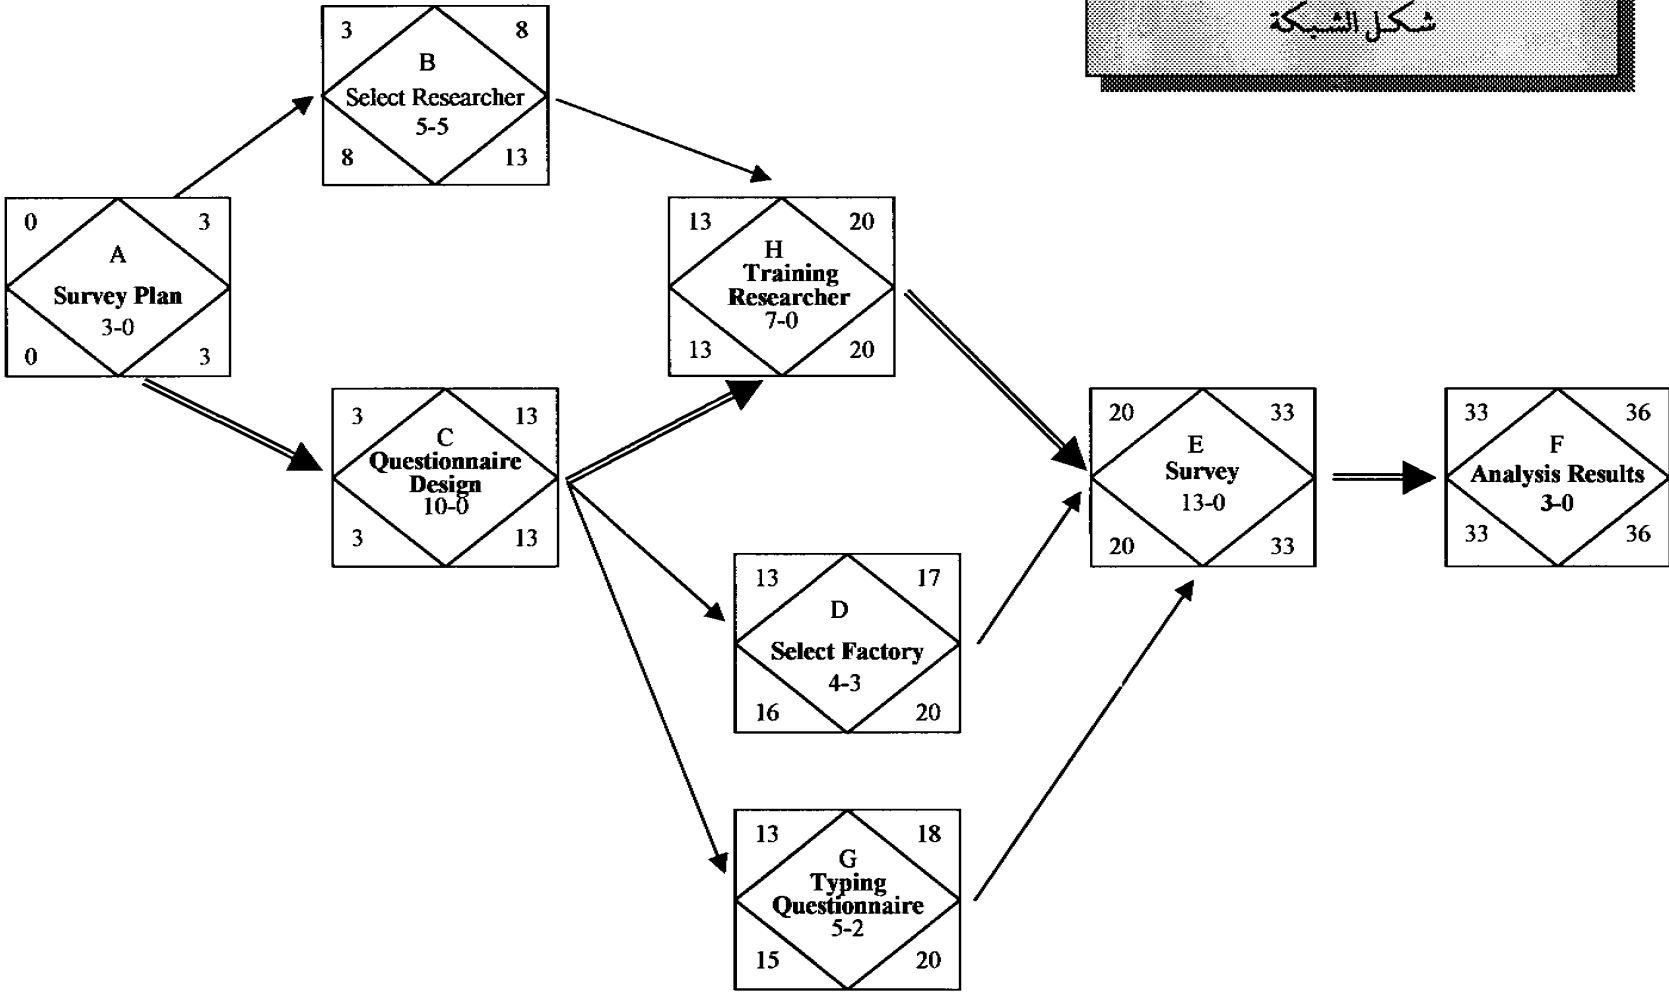 شكل الشبكة
3 8
B
Select Researcher
5-5
8 13
0 3
A
Survey Plan
3-0
0 3
13 20
H
Training
Researcher
7-0
13 20
3 13
C
Questionnaire
Design
10-0
3 13
20 33
E
Survey
13-0
20 33
33 36
F
Analysis Results
3-0
33 36
13 17
D
Select Factory
4-3
16 20
13 18
G
Typing
Questionnaire
5-2
15 20